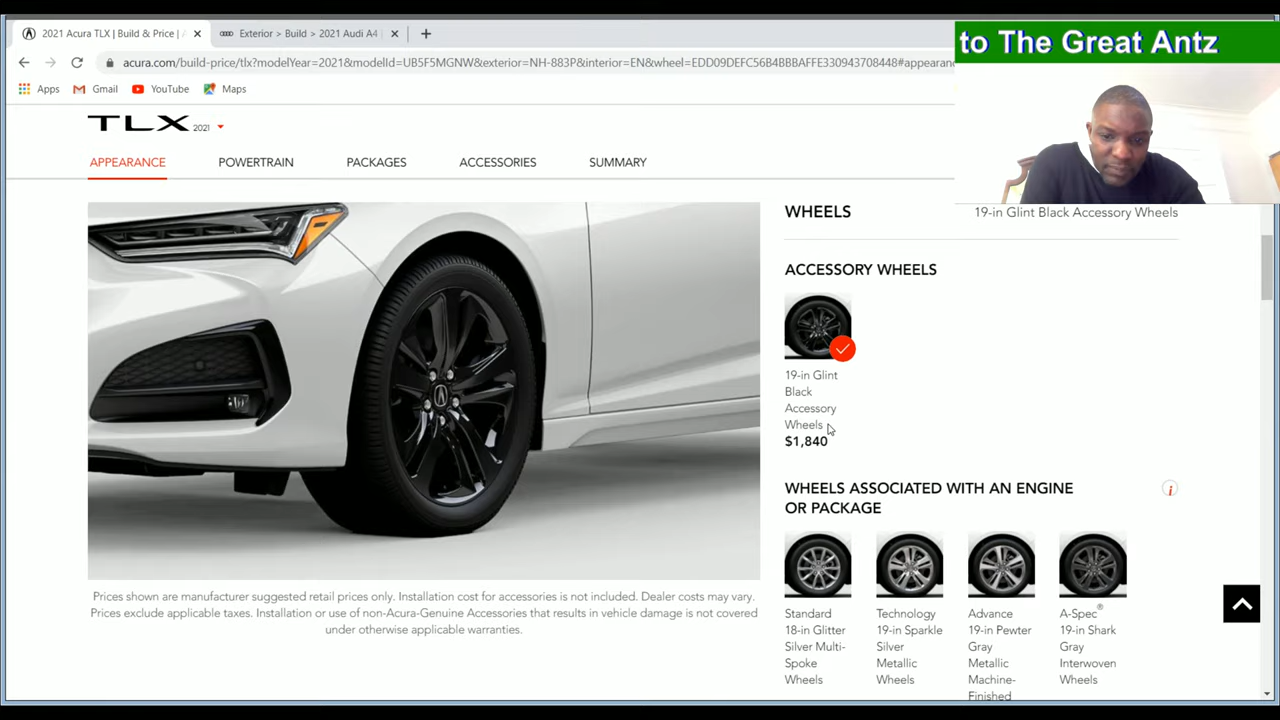 2021 Acura TLX | Build & Price |
Exterior > Build > 2021 Audi A4
to The Great Antz
acura.com/build-price/tlx?modelYear=2021&modelId=UB5F5MGNW&exterior=NH-883P&interior=EN&wheel=EDD09DEFC56B4BBBAFFE330943708448#appearanc
Apps Gmail YouTube Maps
TLX 2021
APPEARANCE POWERTRAIN PACKAGES ACCESSORIES SUMMARY
WHEELS 19-in Glint Black Accessory Wheels
ACCESSORY WHEELS
19-in Glint
Black
Accessory
Wheels
$1,840
WHEELS ASSOCIATED WITH AN ENGINE
OR PACKAGE
Standard
18-in Glitter
Silver Multi-
Spoke
Wheels
Technology
19-in Sparkle
Silver
Metallic
Wheels
Advance
19-in Pewter
Gray
Metallic
Machine-
Finished
A-Spec®
19-in Shark
Gray
Interwoven
Wheels
Prices shown are manufacturer suggested retail prices only. Installation cost for accessories is not included. Dealer costs may vary.
Prices exclude applicable taxes. Installation or use of non-Acura-Genuine Accessories that results in vehicle damage is not covered
under otherwise applicable warranties.